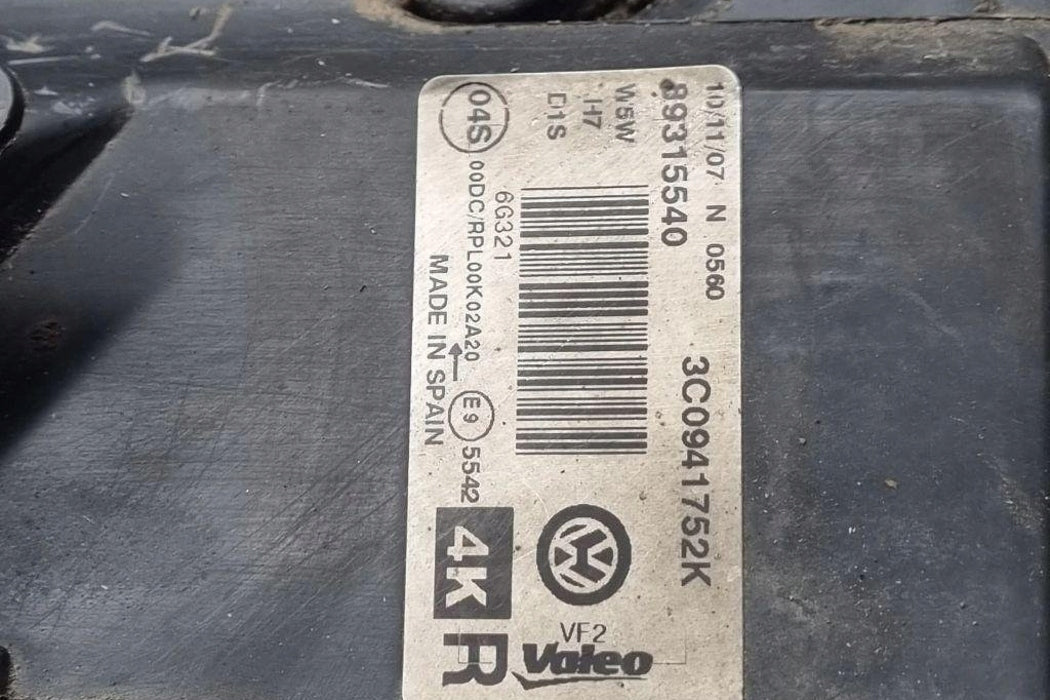 10/11/07 N 0560
3C0941752K
89315540
W5W
H7
D1S
6G321
04S
00DC/RPL00K02A20
E9
5542
MADE IN SPAIN
4K
R
VF2
Valeo